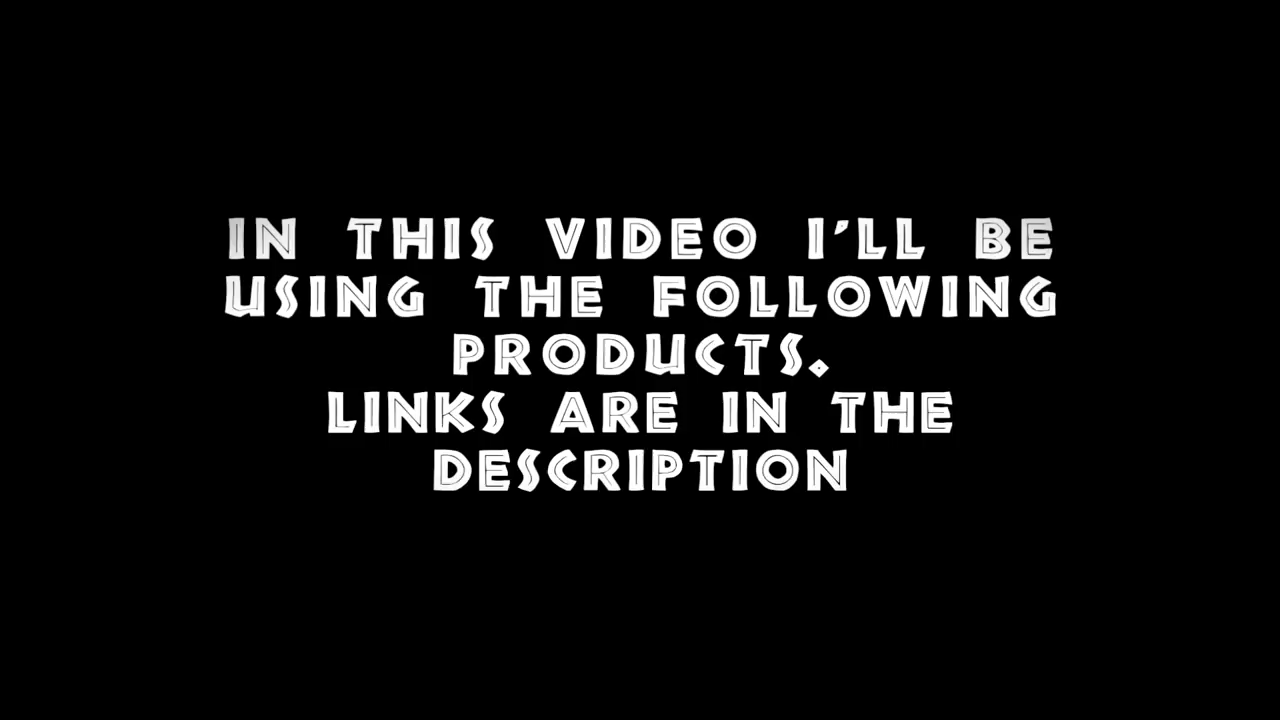 IN THIS VIDEO I'LL BE
USING THE FOLLOWING
PRODUCTS.
LINKS ARE IN THE
DESCRIPTION